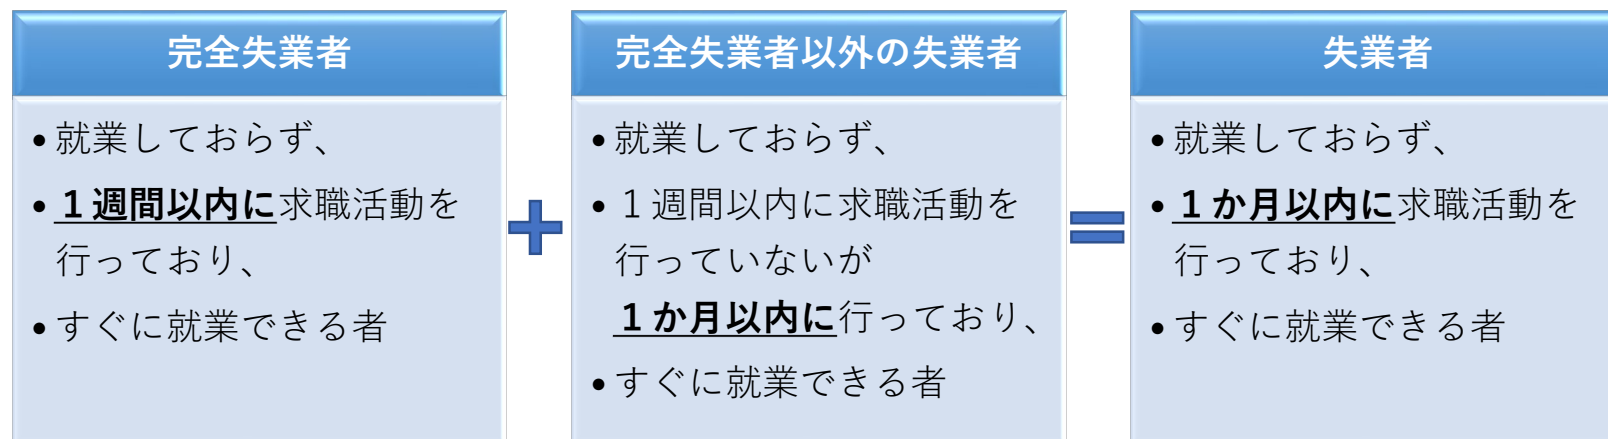 完全失業者
•就業しておらず、
•１週間以内に求職活動を
行っており、
•すぐに就業できる者
完全失業者以外の失業者
•就業しておらず、
•１週間以内に求職活動を
行っていないが
１か月以内に行っており、
•すぐに就業できる者
失業者
•就業しておらず、
•１か月以内に求職活動を
行っており、
•すぐに就業できる者